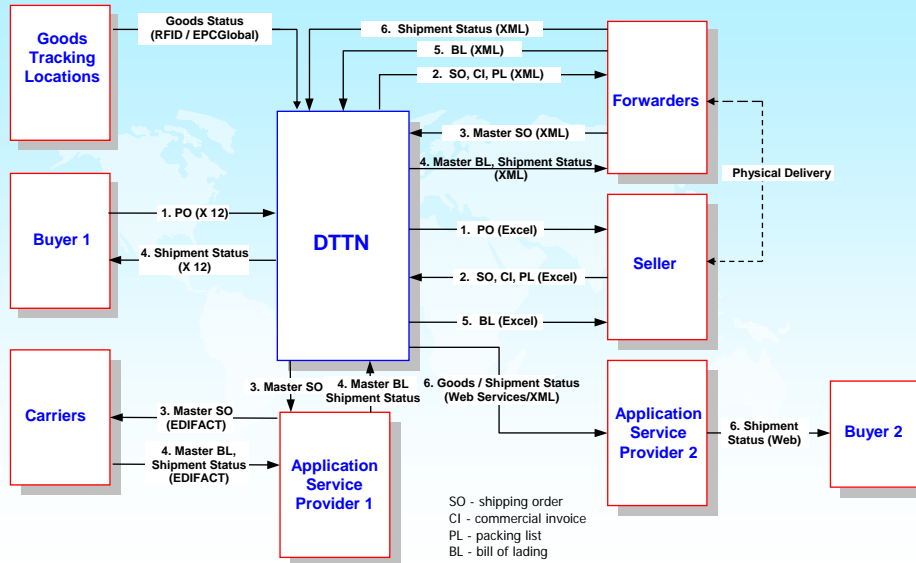 Goods
Tracking
Locations
Goods Status
(RFID / EPCGlobal)
6. Shipment Status (XML)
5. BL (XML)
2. SO, CI, PL (XML)
Forwarders
3. Master SO (XML)
4. Master BL, Shipment Status
(XML)
Physical Delivery
Buyer 1
1. PO (X 12)
4. Shipment Status
(X 12)
DTTN
1. PO (Excel)
2. SO, CI, PL (Excel)
5. BL (Excel)
Seller
Carriers
3. Master SO
(EDIFACT)
4. Master BL,
Shipment Status
(EDIFACT)
3. Master SO
4. Master BL
Shipment Status
Application
Service
Provider 1
6. Goods / Shipment Status
(Web Services/XML)
Application
Service
Provider 2
6. Shipment
Status (Web)
Buyer 2
SO - shipping order
CI - commercial invoice
PL - packing list
BL - bill of lading